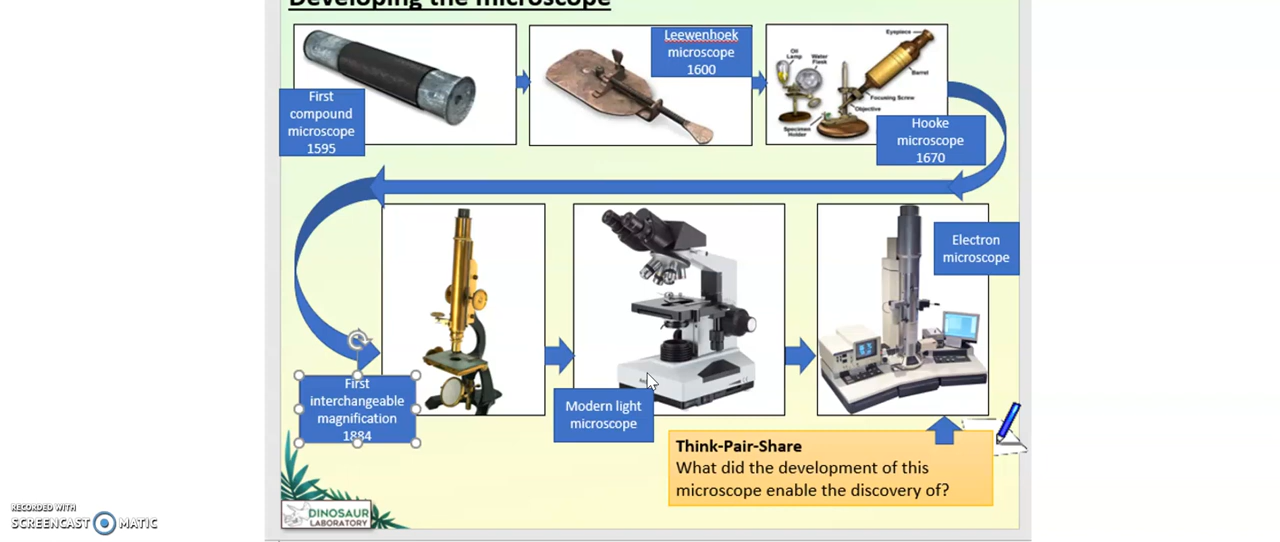 Developing the microscope
First
compound
microscope
1595
Leewenhoek
microscope
1600
Eyepiece
Oil
Lamp
Water
Flask
Barrel
Focusing Screw
Objective
Specimen
Holder
Hooke
microscope
1670
First
interchangeable
magnification
1884
Modern light
microscope
Electron
microscope
Think-Pair-Share
What did the development of this
microscope enable the discovery of?
DINOSAUR
LABORATORY
RECORDED WITH
SCREENCAST MATIC